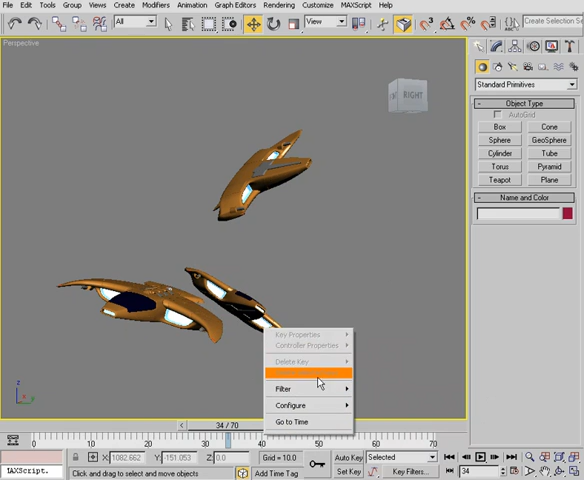 File Edit Tools Group Views Create Modifiers Animation Graph Editors Rendering Customize MAXScript Help
All View Create Selection Se
Perspective
RIGHT
Standard Primitives
- Object Type
AutoGrid
Box Cone
Sphere GeoSphere
Cylinder Tube
Torus Pyramid
Teapot Plane
- Name and Color
Key Properties
Controller Properties
Delete Key
Filter
Configure
Go to Time
z
x
< 34 / 70 >
0 10 20 30 40 50 60 70
X: 1082.662 Y: -151.053 Z: 0.0 Grid = 10.0 Auto Key Selected
1AXScript. Click and drag to select and move objects Add Time Tag Set Key Key Filters... 34